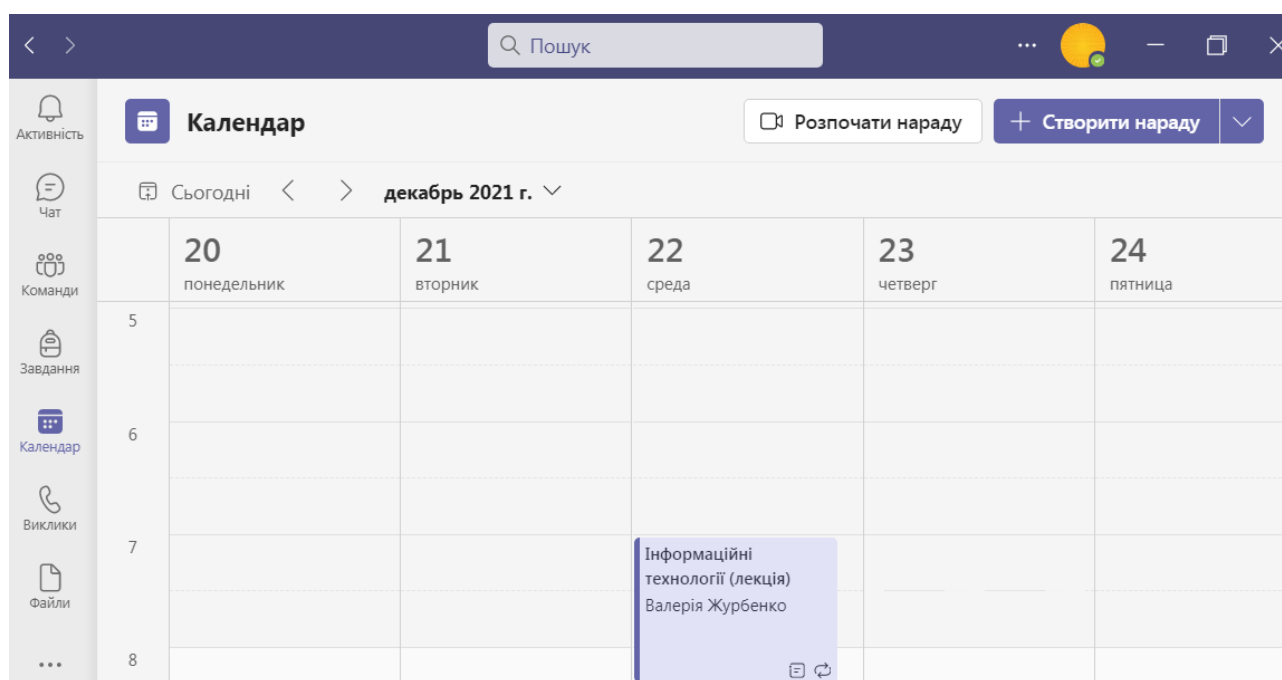 Пошук
Активність
Чат
Команди
Завдання
Календар
Виклики
Файли
Календар
Розпочати нараду
Створити нараду
Сьогодні
декабрь 2021 г.
20
понедельник
21
вторник
22
среда
23
четверг
24
пятница
5
6
7
8
Інформаційні
технології (лекція)
Валерія Журбенко